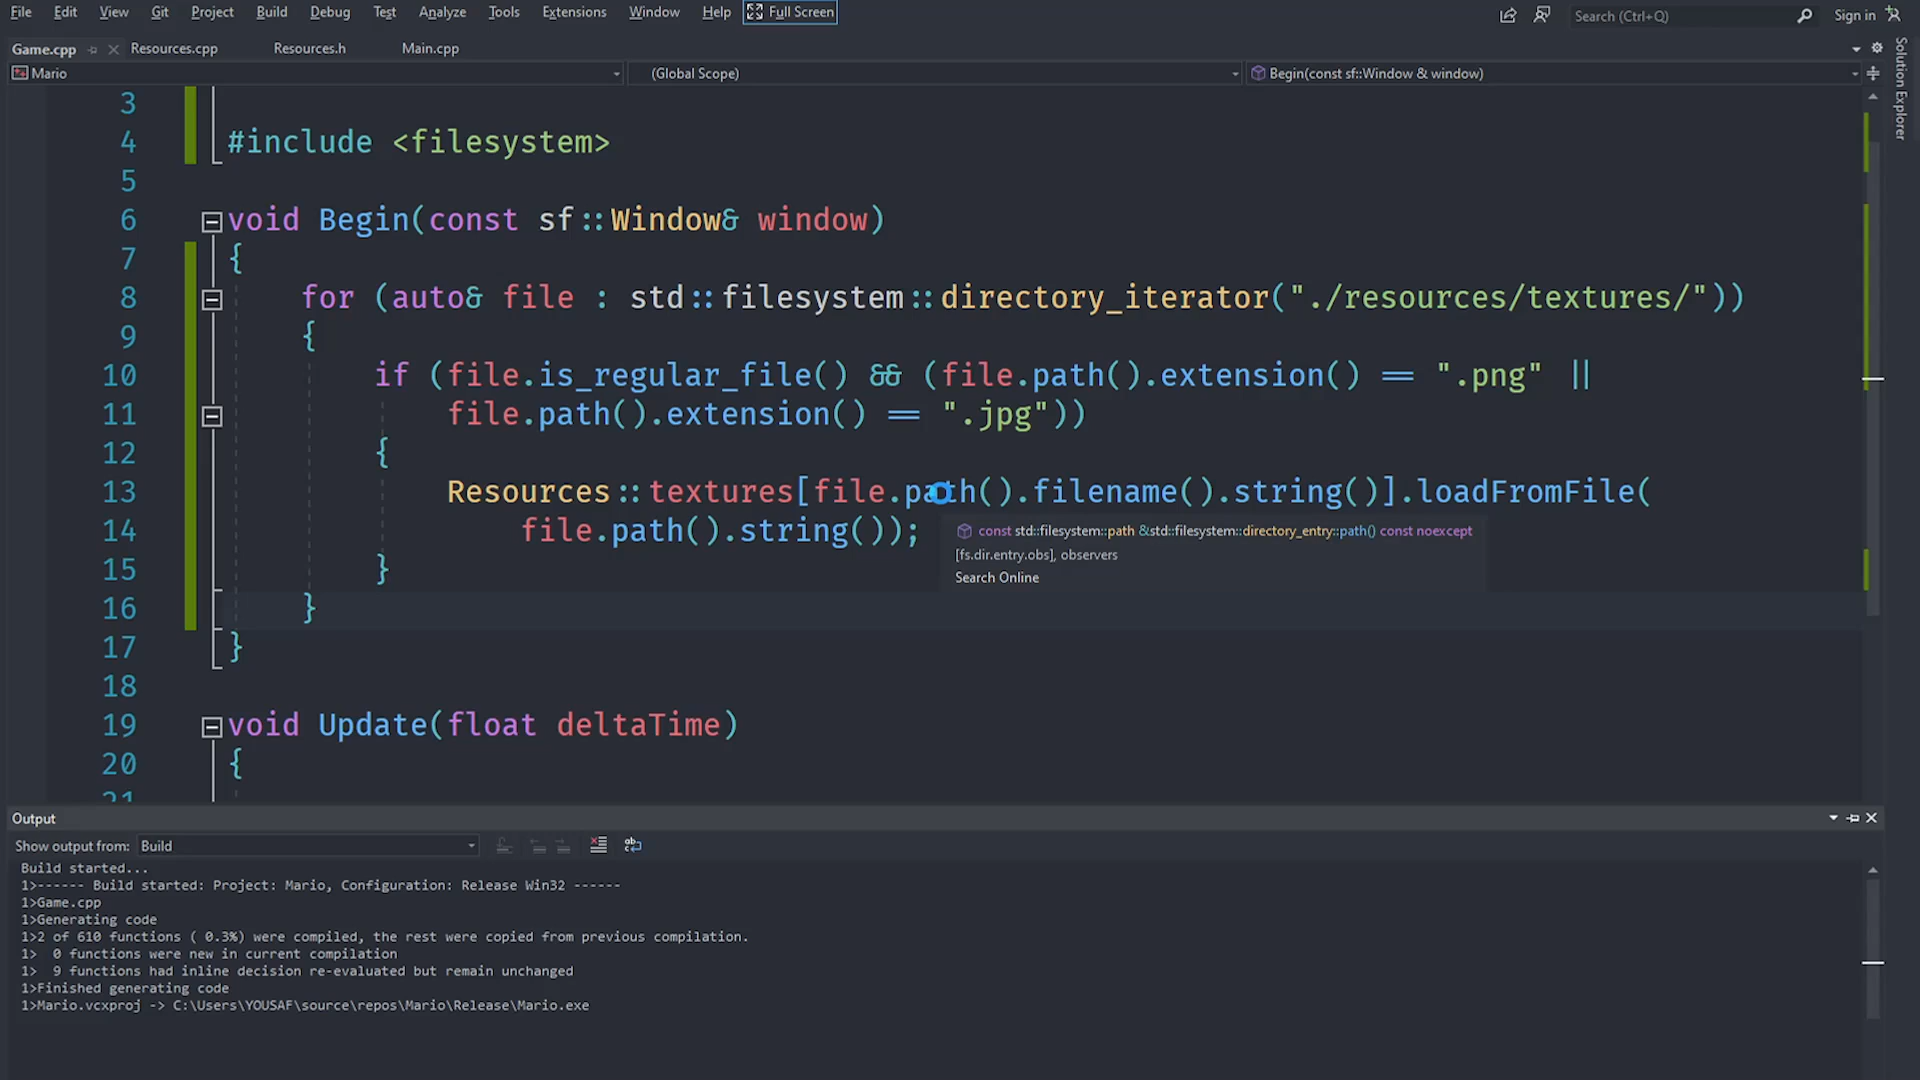 File Edit View Git Project Build Debug Test Analyze Tools Extensions Window Help Full Screen Search (Ctrl+Q) Sign in
Game.cpp Resources.cpp Resources.h Main.cpp
Mario (Global Scope) Begin(const sf::Window & window)
Solution Explorer
3
4 #include <filesystem>
5
6 void Begin(const sf::Window& window)
7 {
8 for (auto& file : std::filesystem::directory_iterator("./resources/textures/"))
9 {
10 if (file.is_regular_file() && (file.path().extension() == ".png" ||
11 file.path().extension() == ".jpg"))
12 {
13 Resources::textures[file.path().filename().string()].loadFromFile(
14 file.path().string());
const std::filesystem::path &std::filesystem::directory_entry::path() const noexcept
[fs.dir.entry.obs], observers
Search Online
15 }
16 }
17 }
18
19 void Update(float deltaTime)
20 {
21
Output
Show output from: Build
Build started...
1>------ Build started: Project: Mario, Configuration: Release Win32 ------
1>Game.cpp
1>Generating code
1>2 of 610 functions ( 0.3%) were compiled, the rest were copied from previous compilation.
1>  0 functions were new in current compilation
1>  9 functions had inline decision re-evaluated but remain unchanged
1>Finished generating code
1>Mario.vcxproj -> C:\Users\YOUSAF\source\repos\Mario\Release\Mario.exe